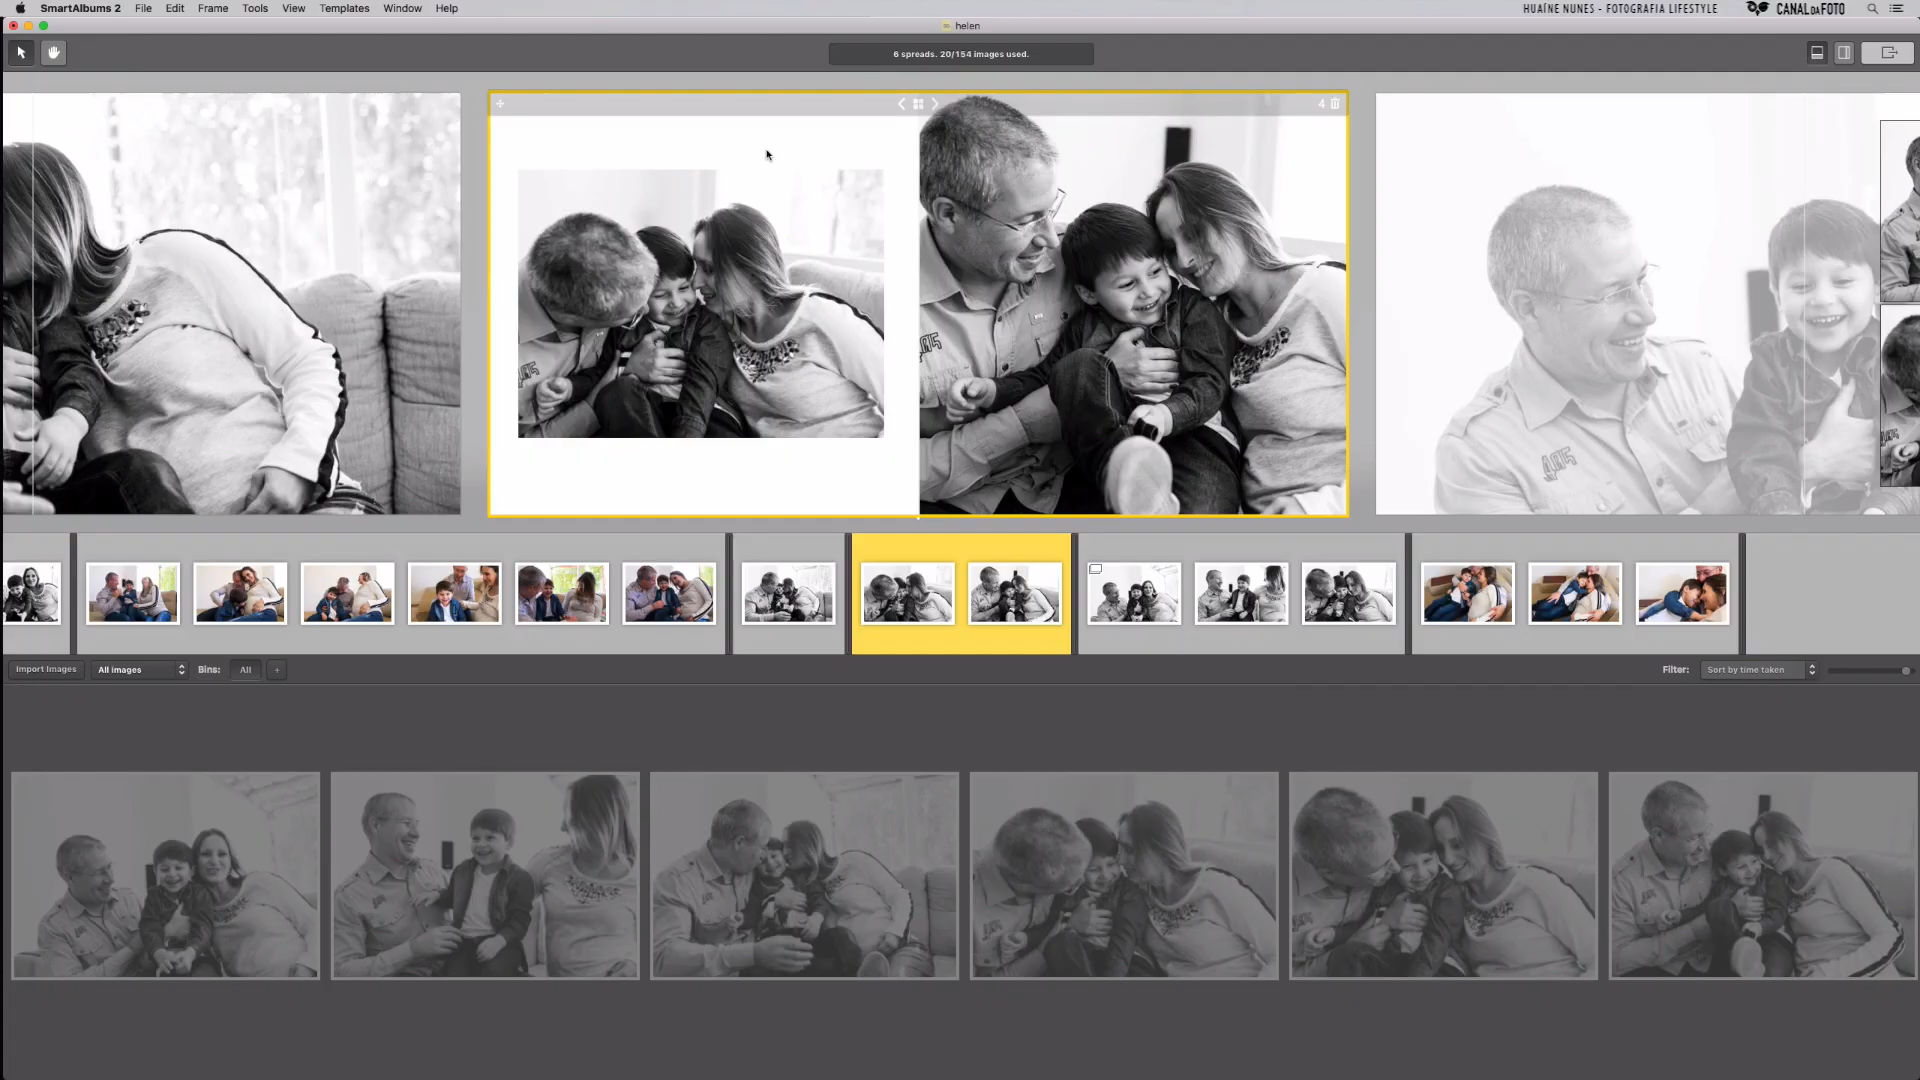 SmartAlbums 2 File Edit Frame Tools View Templates Window Help
HUAÍNE NUNES - FOTOGRAFIA LIFESTYLE CANAL DA FOTO
helen
6 spreads. 20/154 images used.
4
Import Images All images Bins: All + Filter: Sort by time taken